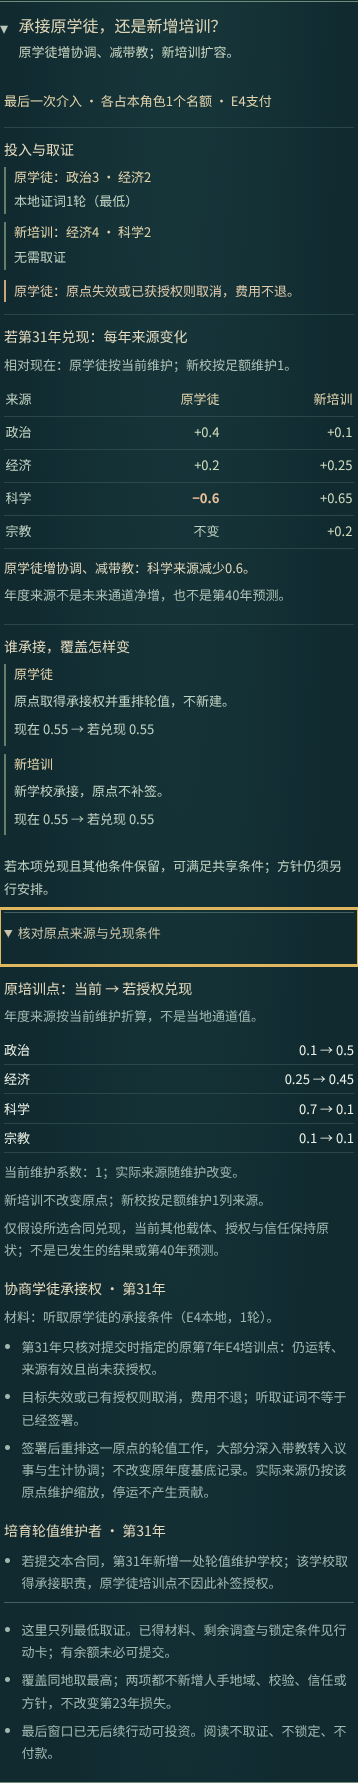 ▼ 承接原学徒，还是新增培训？
原学徒增协调、减带教；新培训扩容。
最后一次介入 · 各占本角色1个名额 · E4支付
投入与取证
原学徒：政治3 · 经济2
本地证词1轮（最低）
新培训：经济4 · 科学2
无需取证
原学徒：原点失效或已获授权则取消，费用不退。
若第31年兑现：每年来源变化
相对现在：原学徒按当前维护；新校按足额维护1。
来源 原学徒 新培训
政治 +0.4 +0.1
经济 +0.2 +0.25
科学 −0.6 +0.65
宗教 不变 +0.2
原学徒增协调、减带教：科学来源减少0.6。
年度来源不是未来通道净增，也不是第40年预测。
谁承接，覆盖怎样变
原学徒
原点取得承接权并重排轮值，不新建。
现在 0.55 → 若兑现 0.55
新培训
新学校承接，原点不补签。
现在 0.55 → 若兑现 0.55
若本项兑现且其他条件保留，可满足共享条件；方针仍须另
行安排。
▼ 核对原点来源与兑现条件
原培训点：当前 → 若授权兑现
年度来源按当前维护折算，不是当地通道值。
政治 0.1 → 0.5
经济 0.25 → 0.45
科学 0.7 → 0.1
宗教 0.1 → 0.1
当前维护系数：1；实际来源随维护改变。
新培训不改变原点；新校按足额维护1列来源。
仅假设所选合同兑现，当前其他载体、授权与信任保持原
状；不是已发生的结果或第40年预测。
协商学徒承接权 · 第31年
材料：听取原学徒的承接条件（E4本地，1轮）。
• 第31年只核对提交时指定的原第7年E4培训点：仍运转、
来源有效且尚未获授权。
• 目标失效或已有授权则取消，费用不退；听取证词不等于
已经签署。
• 签署后重排这一原点的轮值工作，大部分深入带教转入议
事与生计协调；不改变原年度基底记录。实际来源仍按该
原点维护缩放，停运不产生贡献。
培育轮值维护者 · 第31年
• 若提交本合同，第31年新增一处轮值维护学校；该学校取
得承接职责，原学徒培训点不因此补签授权。
• 这里只列最低取证。已得材料、剩余调查与锁定条件见行
动卡；有余额未必可提交。
• 覆盖同地取最高；两项都不新增人手地域、校验、信任或
方针，不改变第23年损失。
• 最后窗口已无后续行动可投资。阅读不取证、不锁定、不
付款。